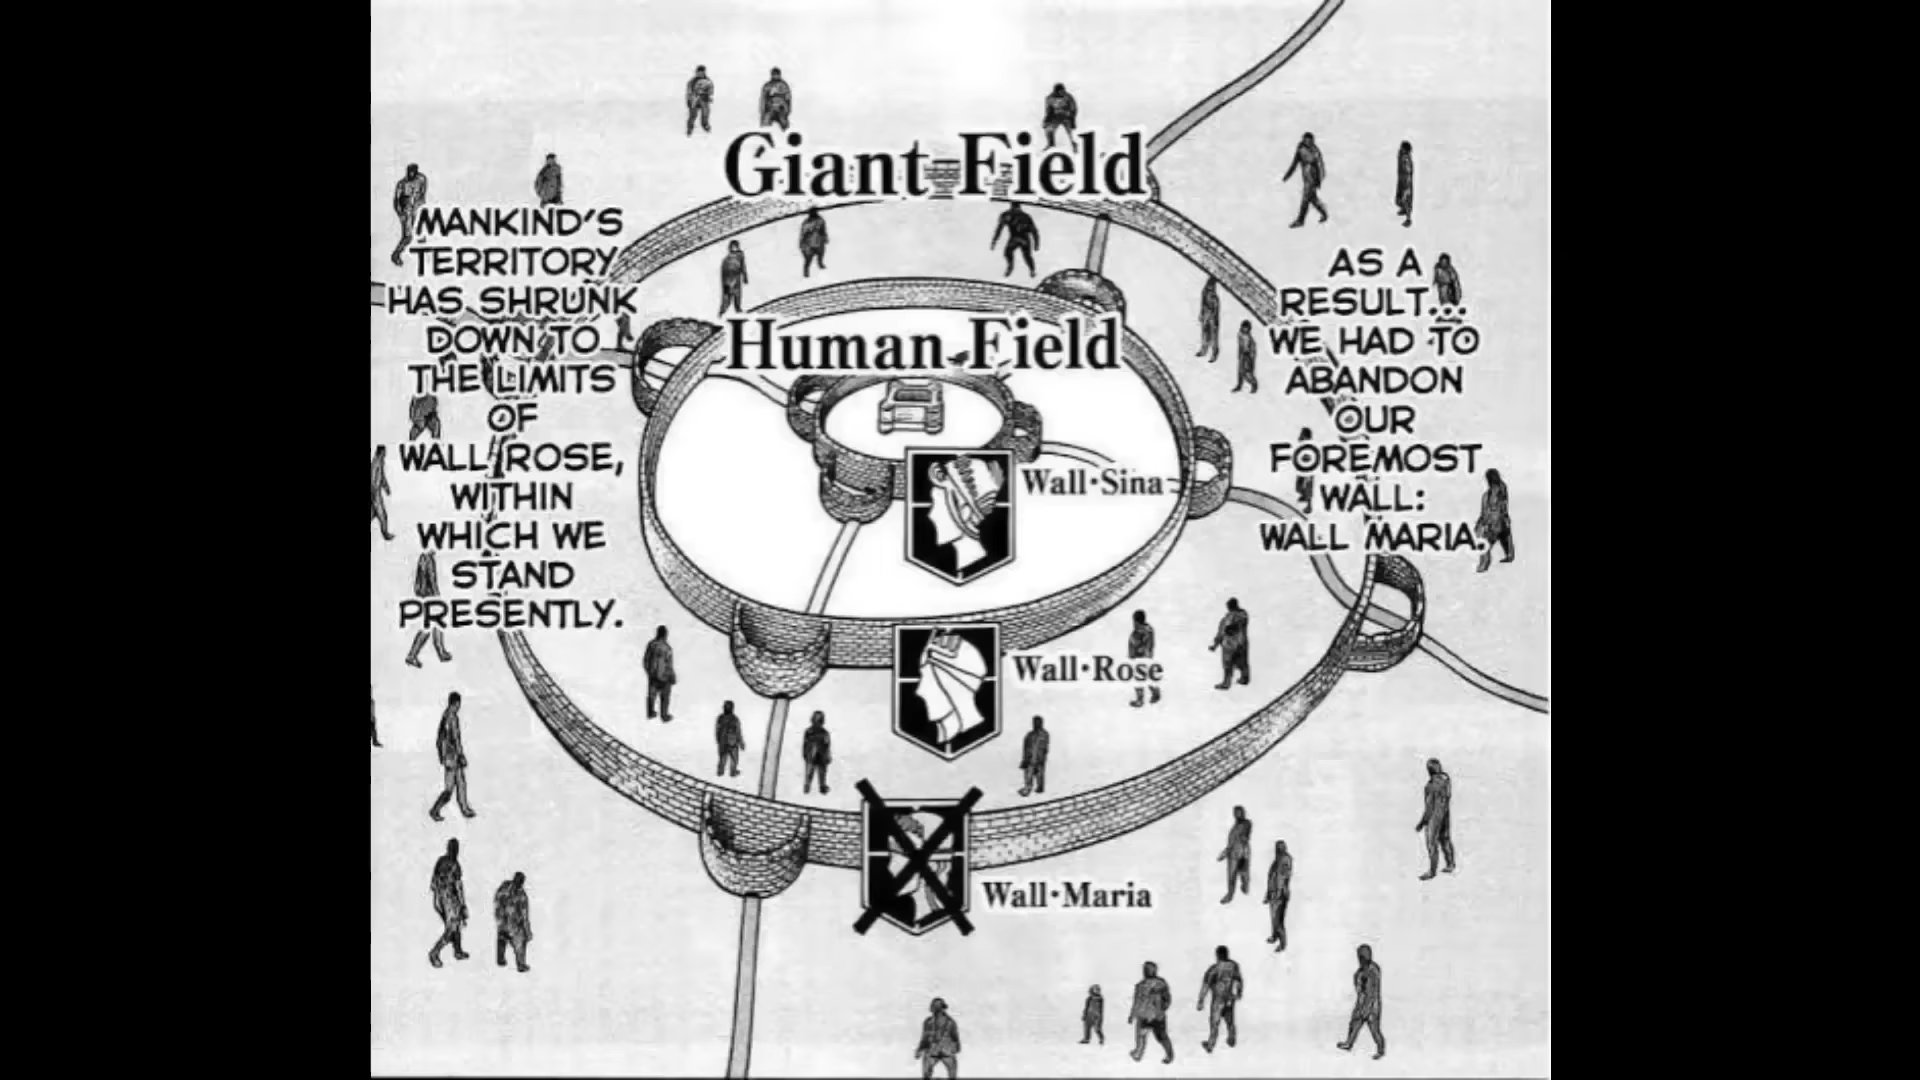 Giant Field
AS A
RESULT...
WE HAD TO
ABANDON
OUR
FOREMOST
WALL:
WALL MARIA.
MANKIND'S
TERRITORY
HAS SHRUNK
DOWN TO
THE LIMITS
OF
WALL ROSE,
WITHIN
WHICH WE
STAND
PRESENTLY.
Human Field
Wall·Sina
Wall·Rose
Wall·Maria